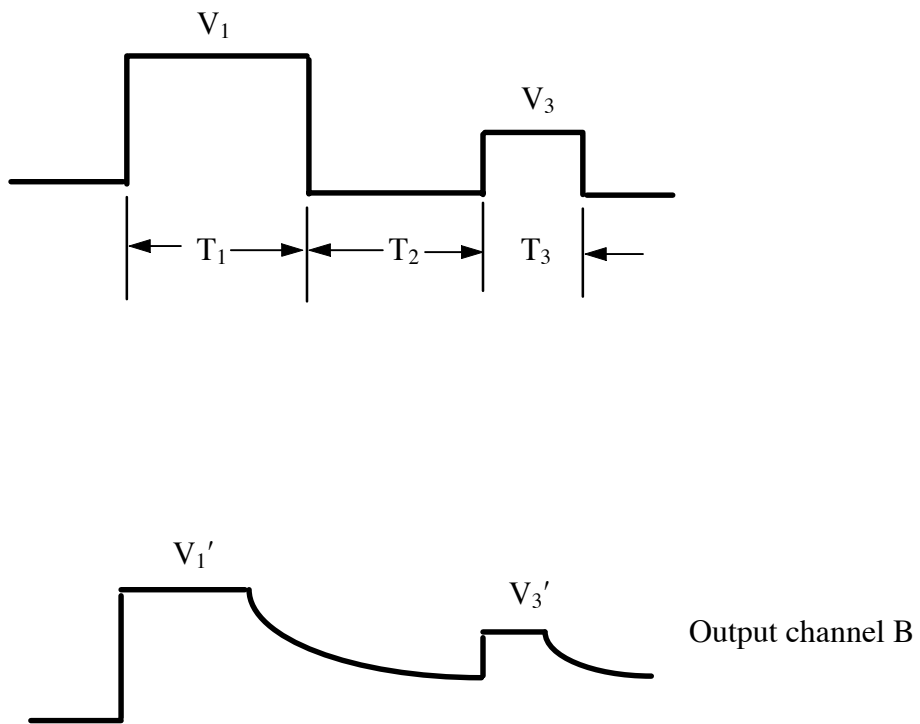 V₁
V₃
T₁ T₂ T₃
V₁′
V₃′
Output channel B